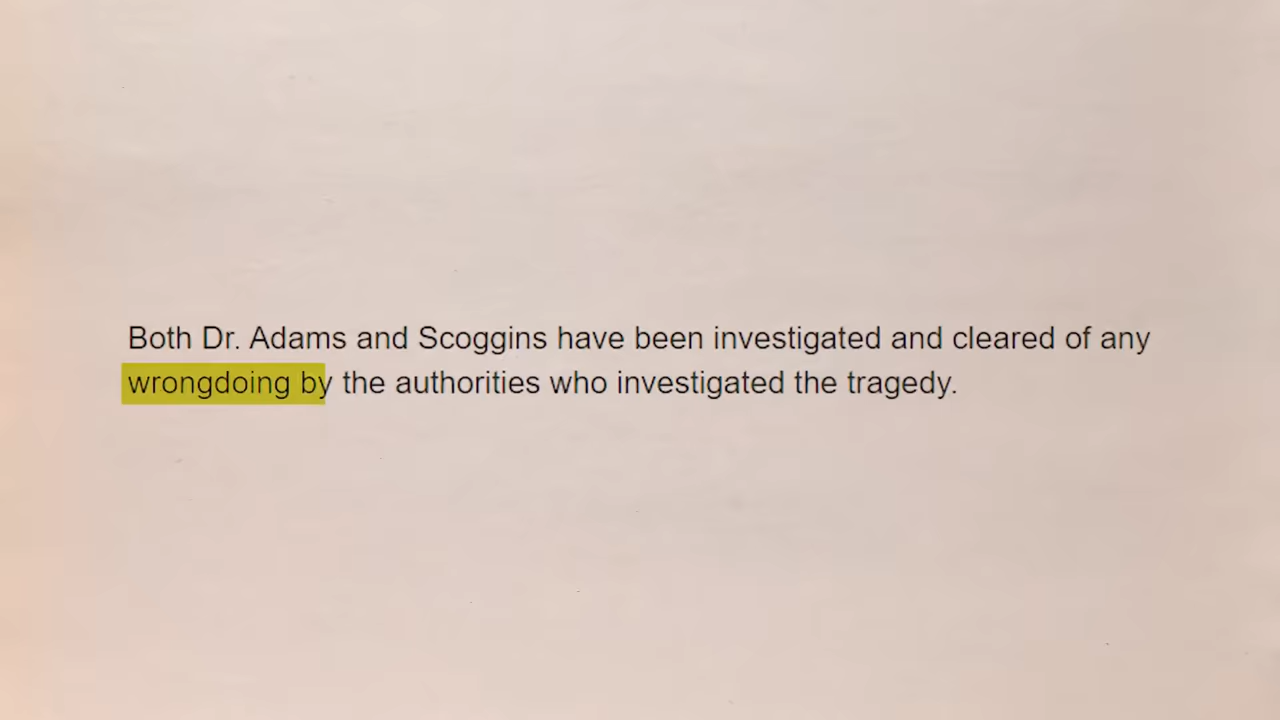 Both Dr. Adams and Scoggins have been investigated and cleared of any
wrongdoing by the authorities who investigated the tragedy.